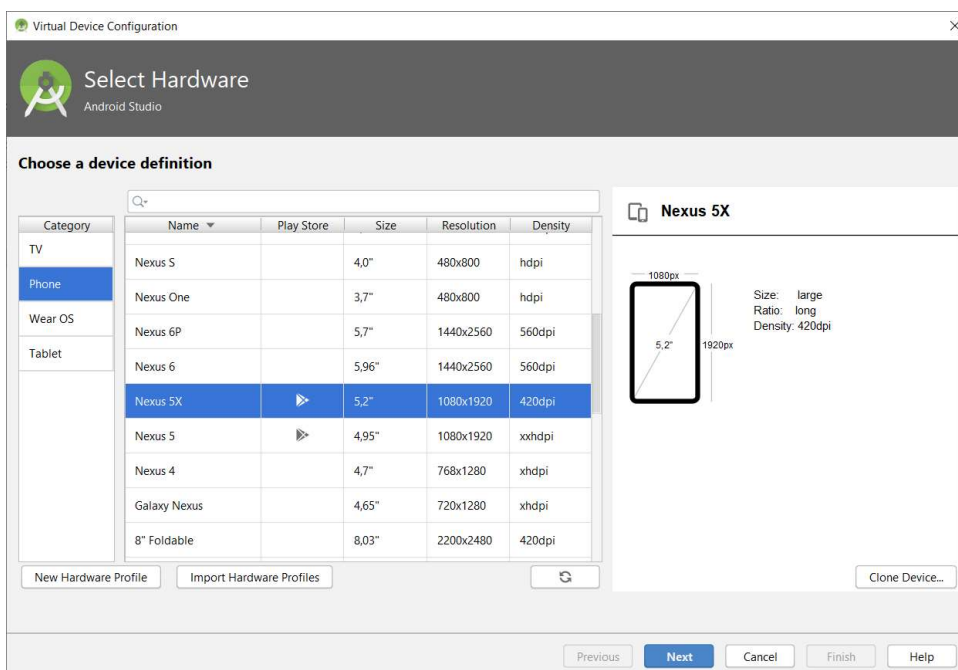 Virtual Device Configuration
Select Hardware
Android Studio
Choose a device definition
Category
TV
Phone
Wear OS
Tablet
Name Play Store Size Resolution Density
Nexus S 4,0" 480x800 hdpi
Nexus One 3,7" 480x800 hdpi
Nexus 6P 5,7" 1440x2560 560dpi
Nexus 6 5,96" 1440x2560 560dpi
Nexus 5X 5,2" 1080x1920 420dpi
Nexus 5 4,95" 1080x1920 xxhdpi
Nexus 4 4,7" 768x1280 xhdpi
Galaxy Nexus 4,65" 720x1280 xhdpi
8" Foldable 8,03" 2200x2480 420dpi
New Hardware Profile Import Hardware Profiles
Nexus 5X
1080px
5,2"
1920px
Size: large
Ratio: long
Density: 420dpi
Clone Device...
Previous Next Cancel Finish Help